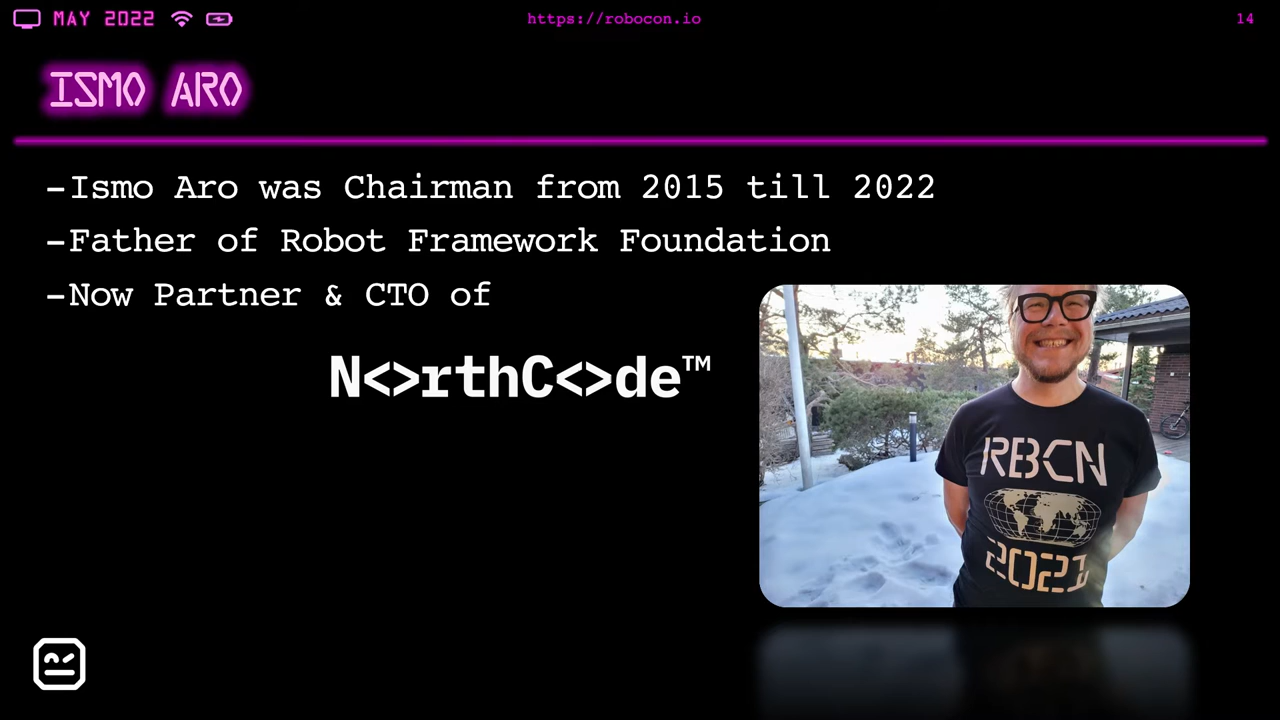 MAY 2022
https://robocon.io
14
ISMO ARO
-Ismo Aro was Chairman from 2015 till 2022
-Father of Robot Framework Foundation
-Now Partner & CTO of
N<>rthC<>de™
RBCN
2021